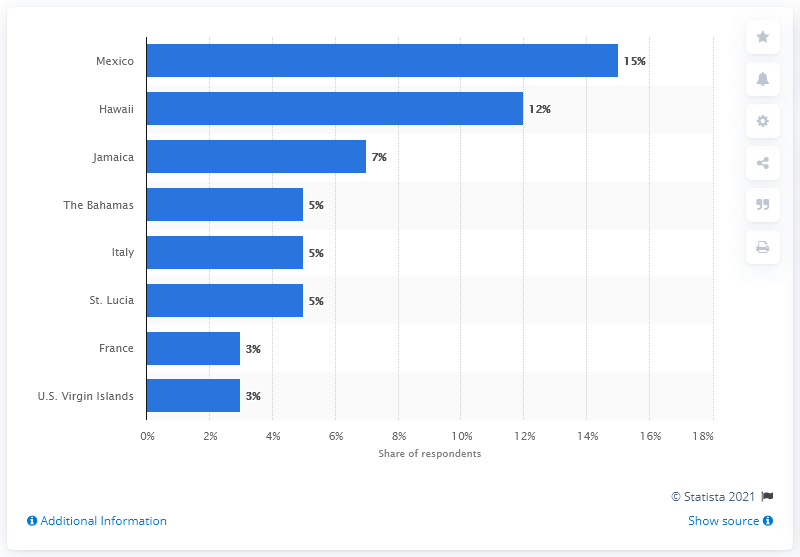 Mexico 15%
Hawaii 12%
Jamaica 7%
The Bahamas 5%
Italy 5%
St. Lucia 5%
France 3%
U.S. Virgin Islands 3%
0% 2% 4% 6% 8% 10% 12% 14% 16% 18%
Share of respondents
© Statista 2021
Additional Information Show source